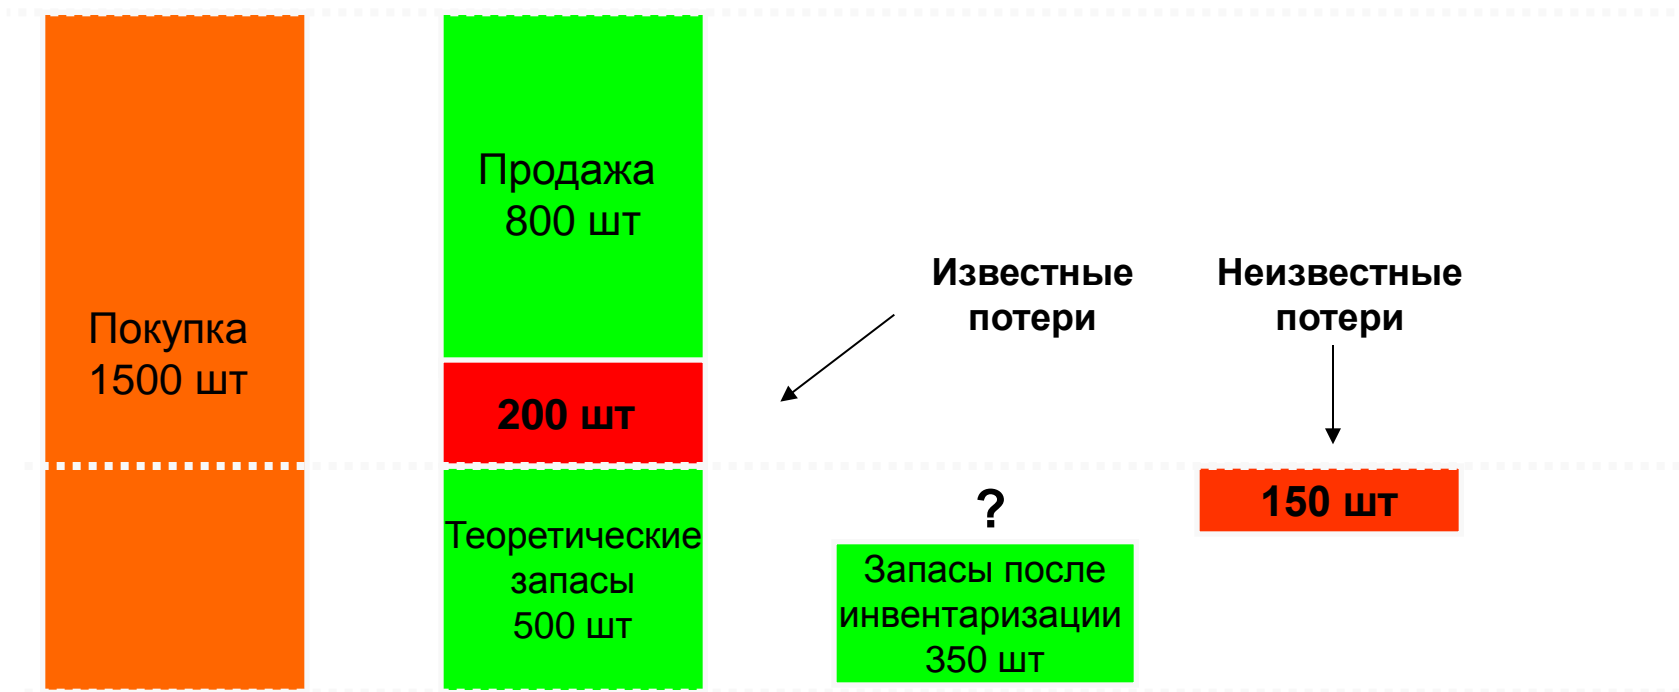 Покупка
1500 шт
Продажа
800 шт
200 шт
Теоретические
запасы
500 шт
Известные
потери
?
Запасы после
инвентаризации
350 шт
Неизвестные
потери
150 шт